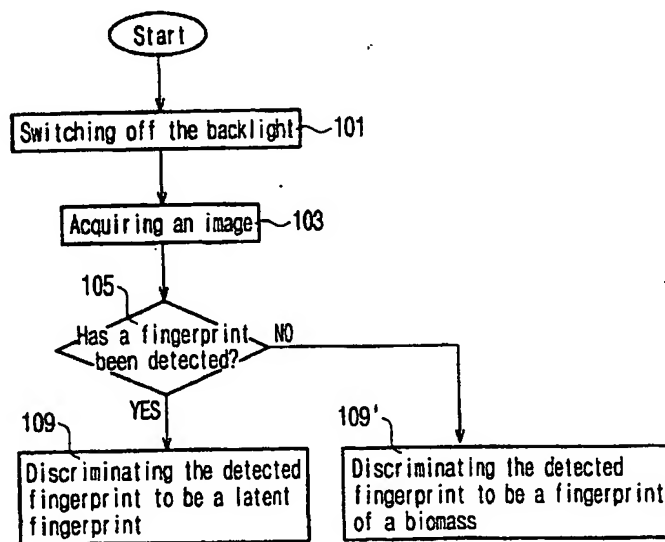 Start
Switching off the backlight
101
Acquiring an image
103
105
Has a fingerprint
been detected?
NO
YES
109
Discriminating the detected
fingerprint to be a latent
fingerprint
109'
Discriminating the detected
fingerprint to be a fingerprint
of a biomass